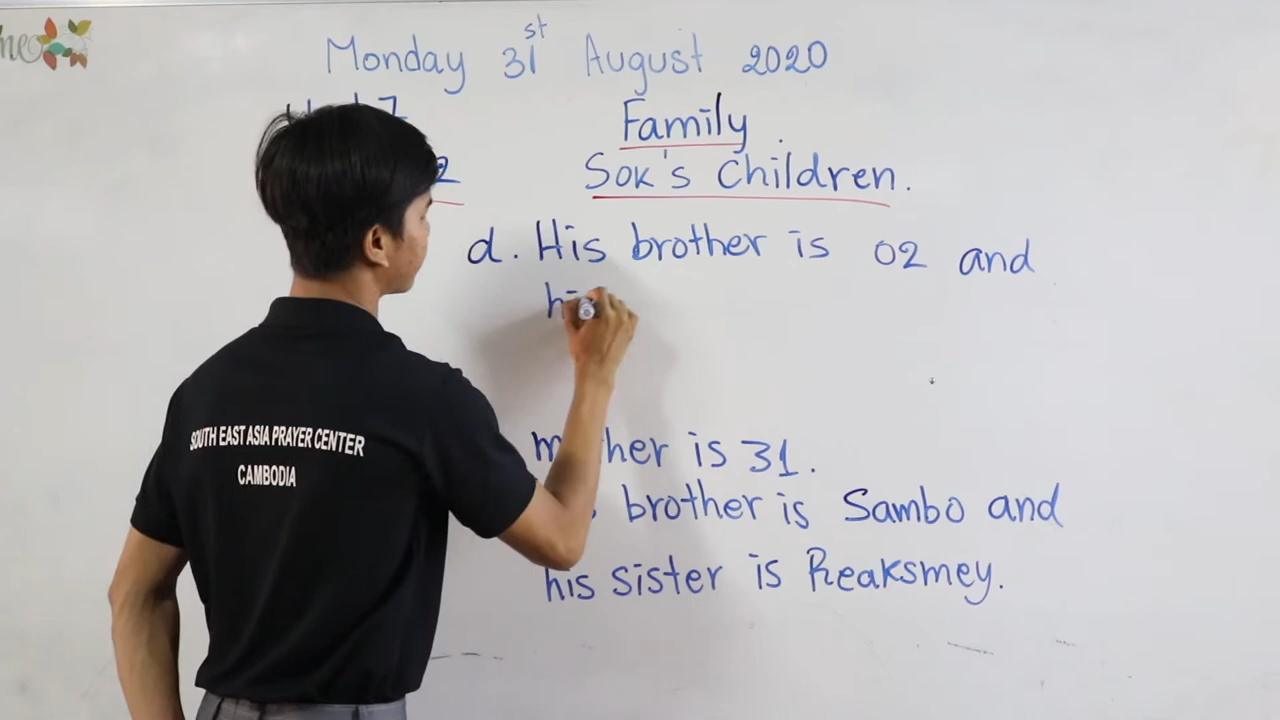 Monday 31st August 2020
Family
Sok's children.
d. His brother is 02 and
is 31.
brother is Sambo and
his sister is Reaksmey.
SOUTH EAST ASIA PRAYER CENTER
CAMBODIA